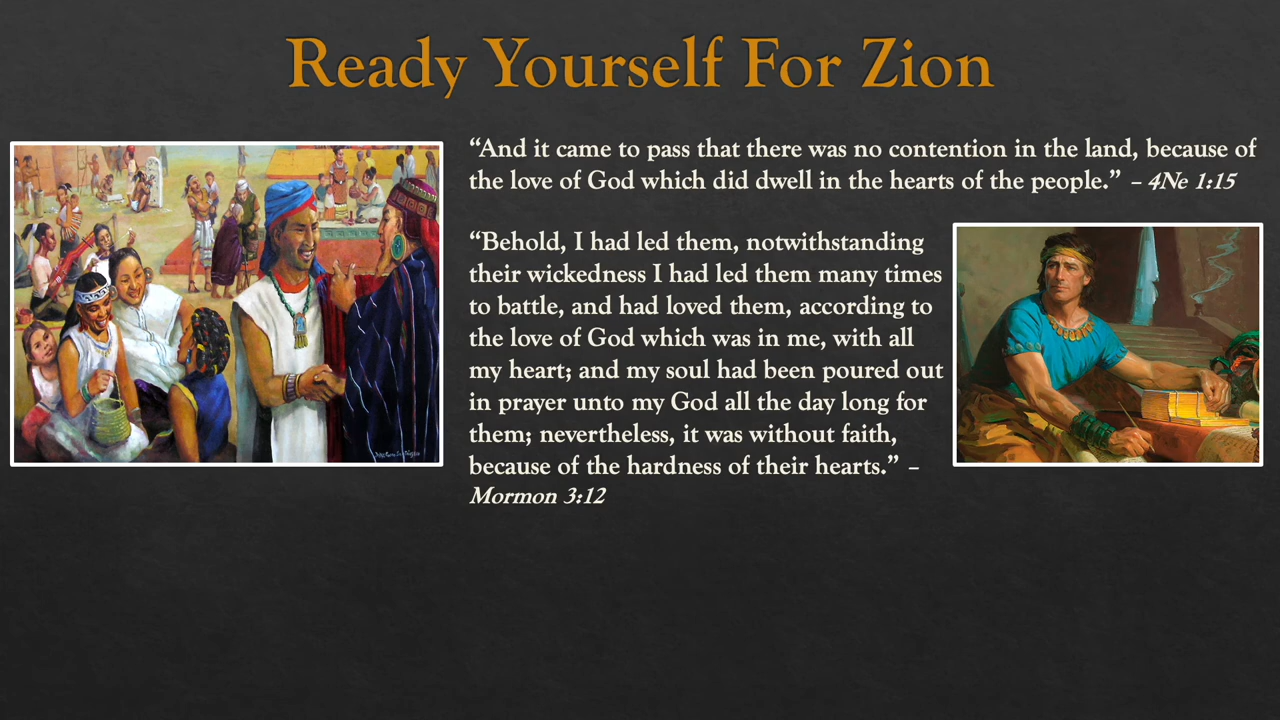 Ready Yourself For Zion
“And it came to pass that there was no contention in the land, because of
the love of God which did dwell in the hearts of the people.” – 4Ne 1:15
“Behold, I had led them, notwithstanding
their wickedness I had led them many times
to battle, and had loved them, according to
the love of God which was in me, with all
my heart; and my soul had been poured out
in prayer unto my God all the day long for
them; nevertheless, it was without faith,
because of the hardness of their hearts.” –
Mormon 3:12